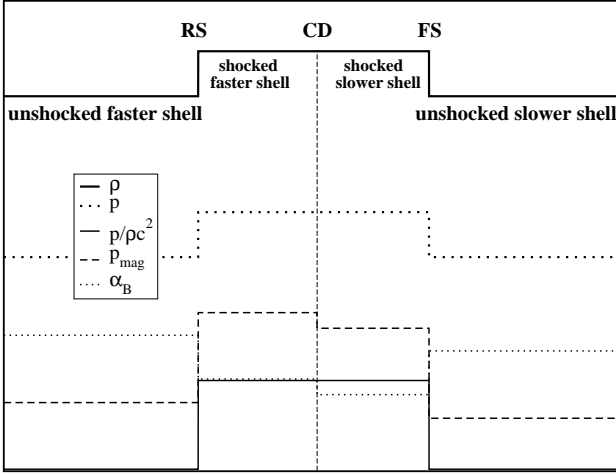 RS CD FS
shocked faster shell
shocked slower shell
unshocked faster shell
unshocked slower shell
ρ
p
p/ρc²
p_mag
α_B